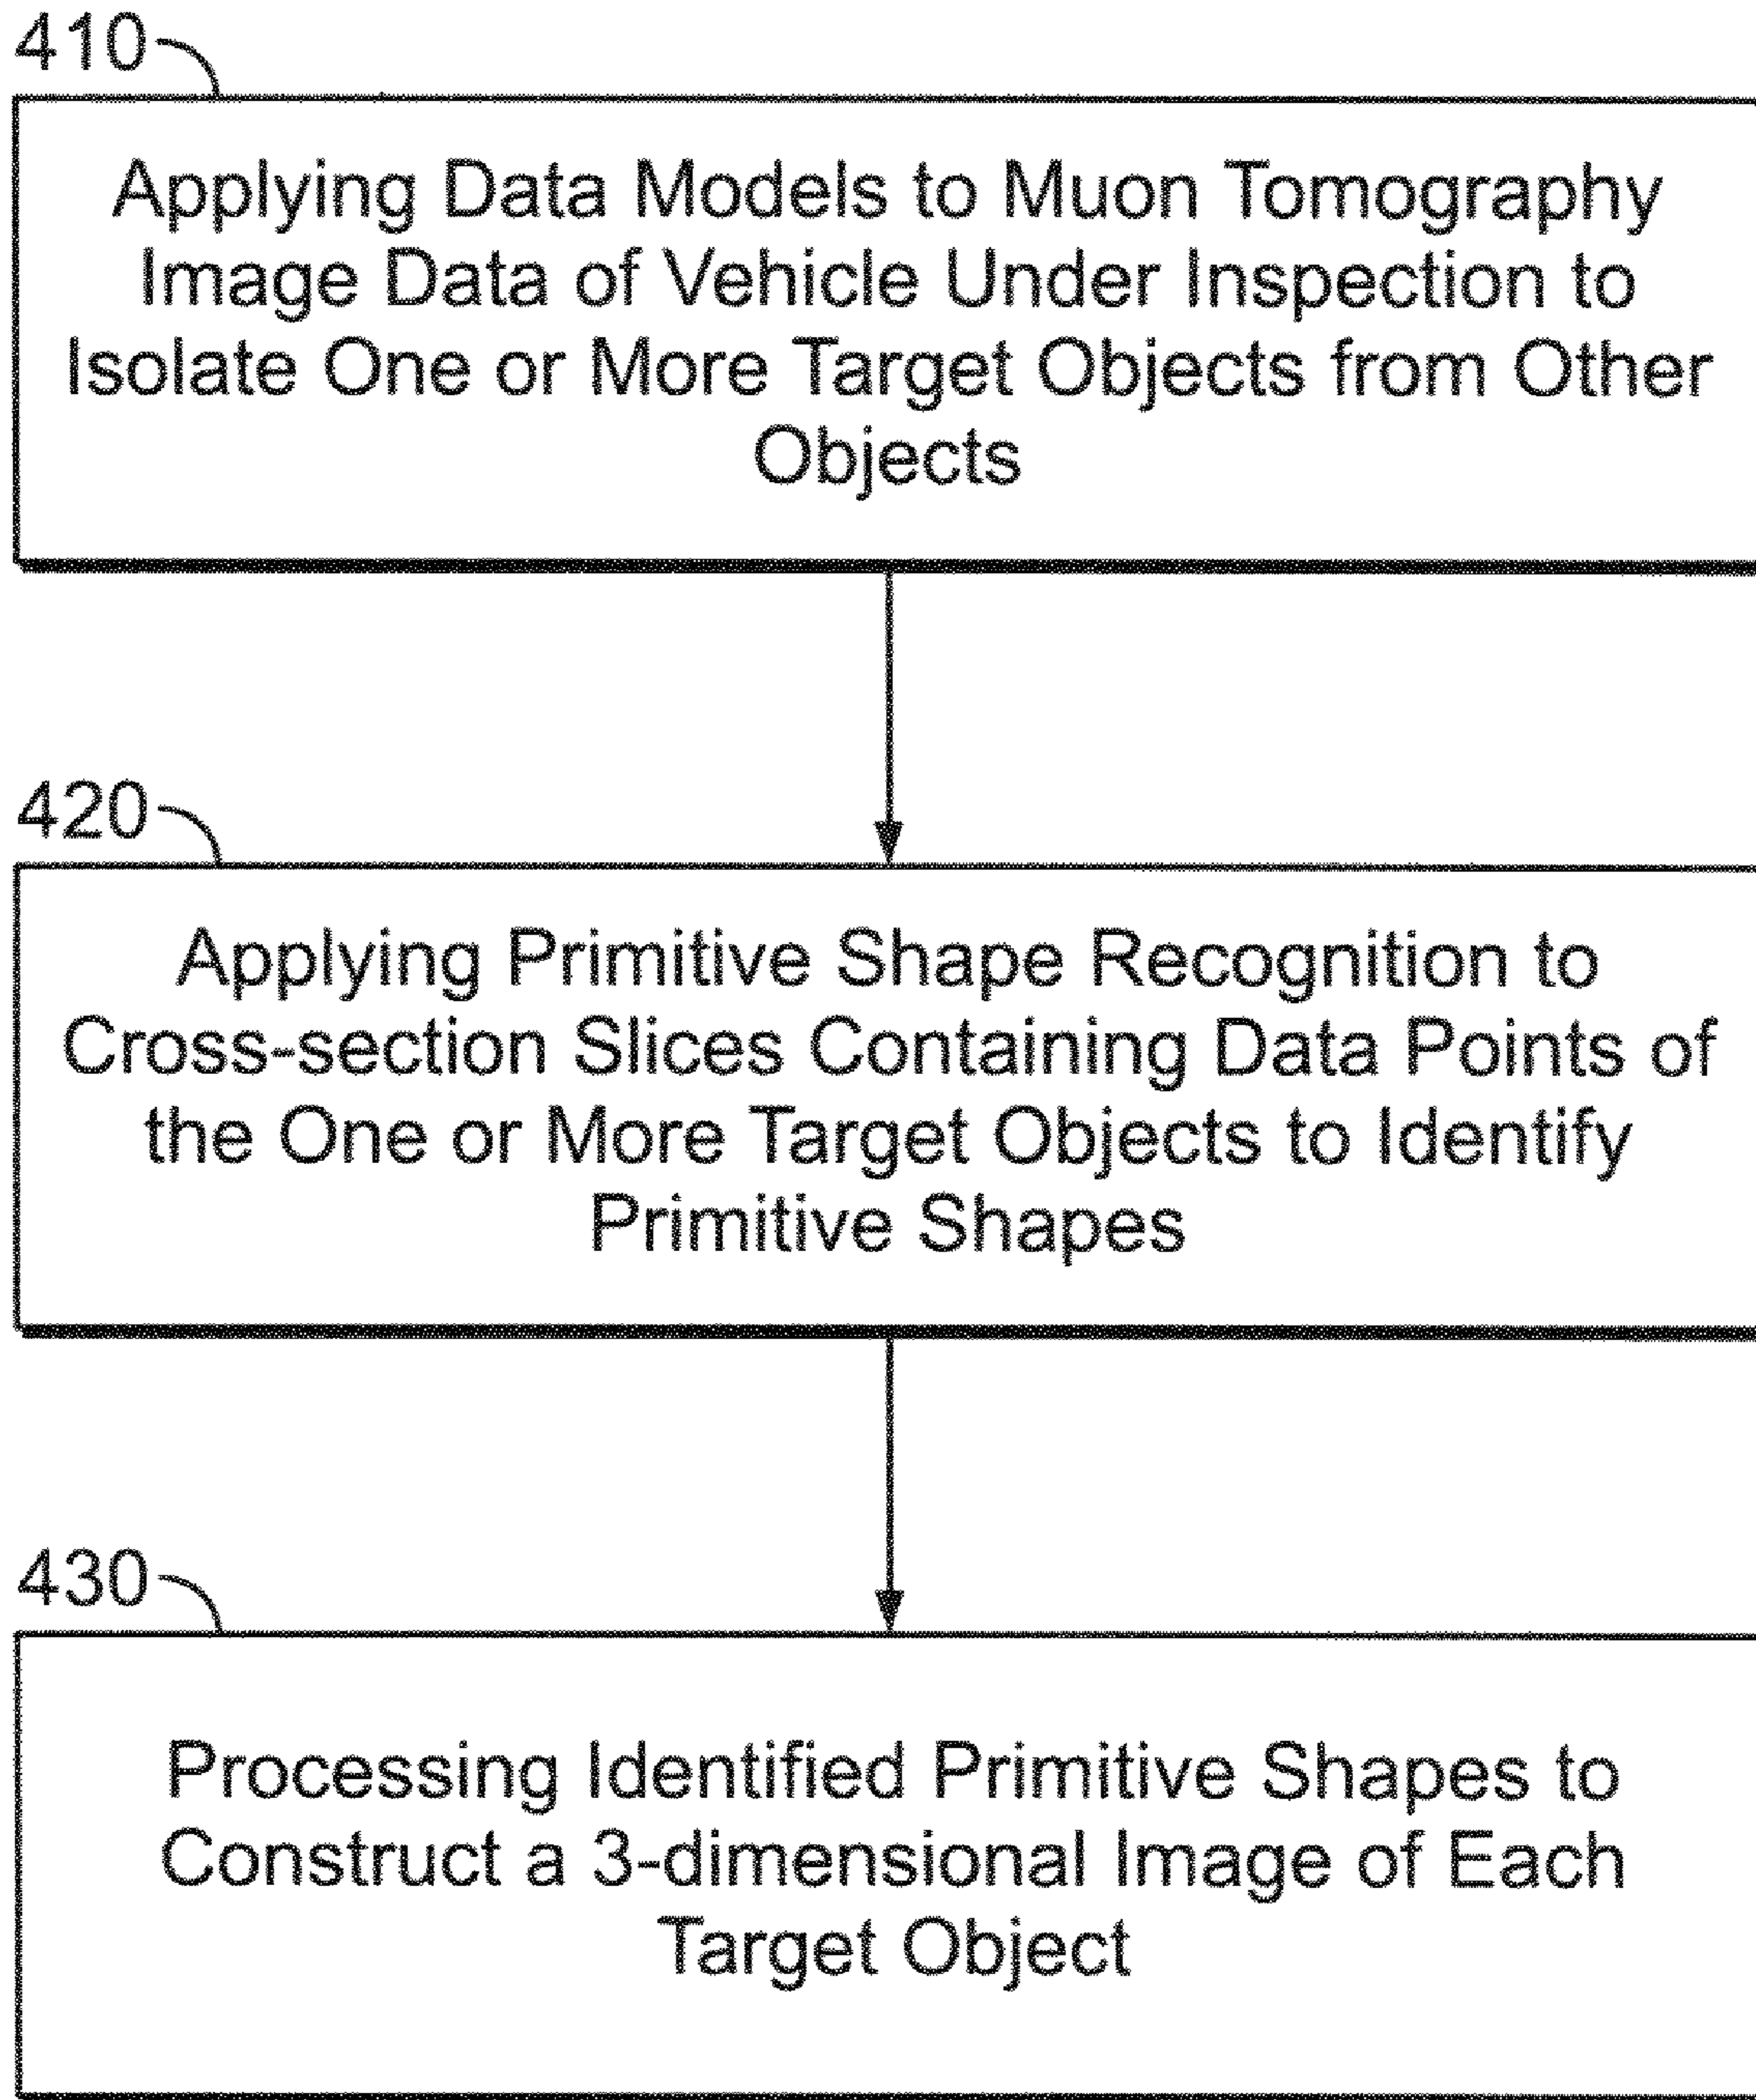 410
Applying Data Models to Muon Tomography
Image Data of Vehicle Under Inspection to
Isolate One or More Target Objects from Other
Objects
420
Applying Primitive Shape Recognition to
Cross-section Slices Containing Data Points of
the One or More Target Objects to Identify
Primitive Shapes
430
Processing Identified Primitive Shapes to
Construct a 3-dimensional Image of Each
Target Object